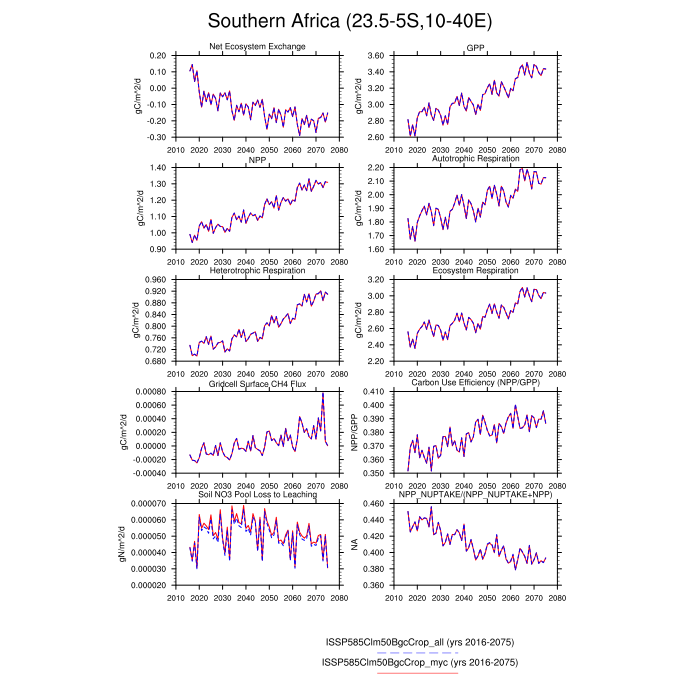 Southern Africa (23.5-5S,10-40E)
Net Ecosystem Exchange
gC/m^2/d
0.20
0.10
0.00
-0.10
-0.20
-0.30
2010 2020 2030 2040 2050 2060 2070 2080
GPP
gC/m^2/d
3.60
3.40
3.20
3.00
2.80
2.60
2010 2020 2030 2040 2050 2060 2070 2080
NPP
gC/m^2/d
1.40
1.30
1.20
1.10
1.00
0.90
2010 2020 2030 2040 2050 2060 2070 2080
Autotrophic Respiration
gC/m^2/d
2.20
2.10
2.00
1.90
1.80
1.70
1.60
2010 2020 2030 2040 2050 2060 2070 2080
Heterotrophic Respiration
gC/m^2/d
0.960
0.920
0.880
0.840
0.800
0.760
0.720
0.680
2010 2020 2030 2040 2050 2060 2070 2080
Ecosystem Respiration
gC/m^2/d
3.20
3.00
2.80
2.60
2.40
2.20
2010 2020 2030 2040 2050 2060 2070 2080
Gridcell Surface CH4 Flux
gC/m^2/d
0.00080
0.00060
0.00040
0.00020
0.00000
-0.00020
-0.00040
2010 2020 2030 2040 2050 2060 2070 2080
Carbon Use Efficiency (NPP/GPP)
NPP/GPP
0.410
0.400
0.390
0.380
0.370
0.360
0.350
2010 2020 2030 2040 2050 2060 2070 2080
Soil NO3 Pool Loss to Leaching
gN/m^2/d
0.000070
0.000060
0.000050
0.000040
0.000030
0.000020
2010 2020 2030 2040 2050 2060 2070 2080
NPP_NUPTAKE/(NPP_NUPTAKE+NPP)
NA
0.460
0.440
0.420
0.400
0.380
0.360
2010 2020 2030 2040 2050 2060 2070 2080
ISSP585Clm50BgcCrop_all (yrs 2016-2075)
ISSP585Clm50BgcCrop_myc (yrs 2016-2075)